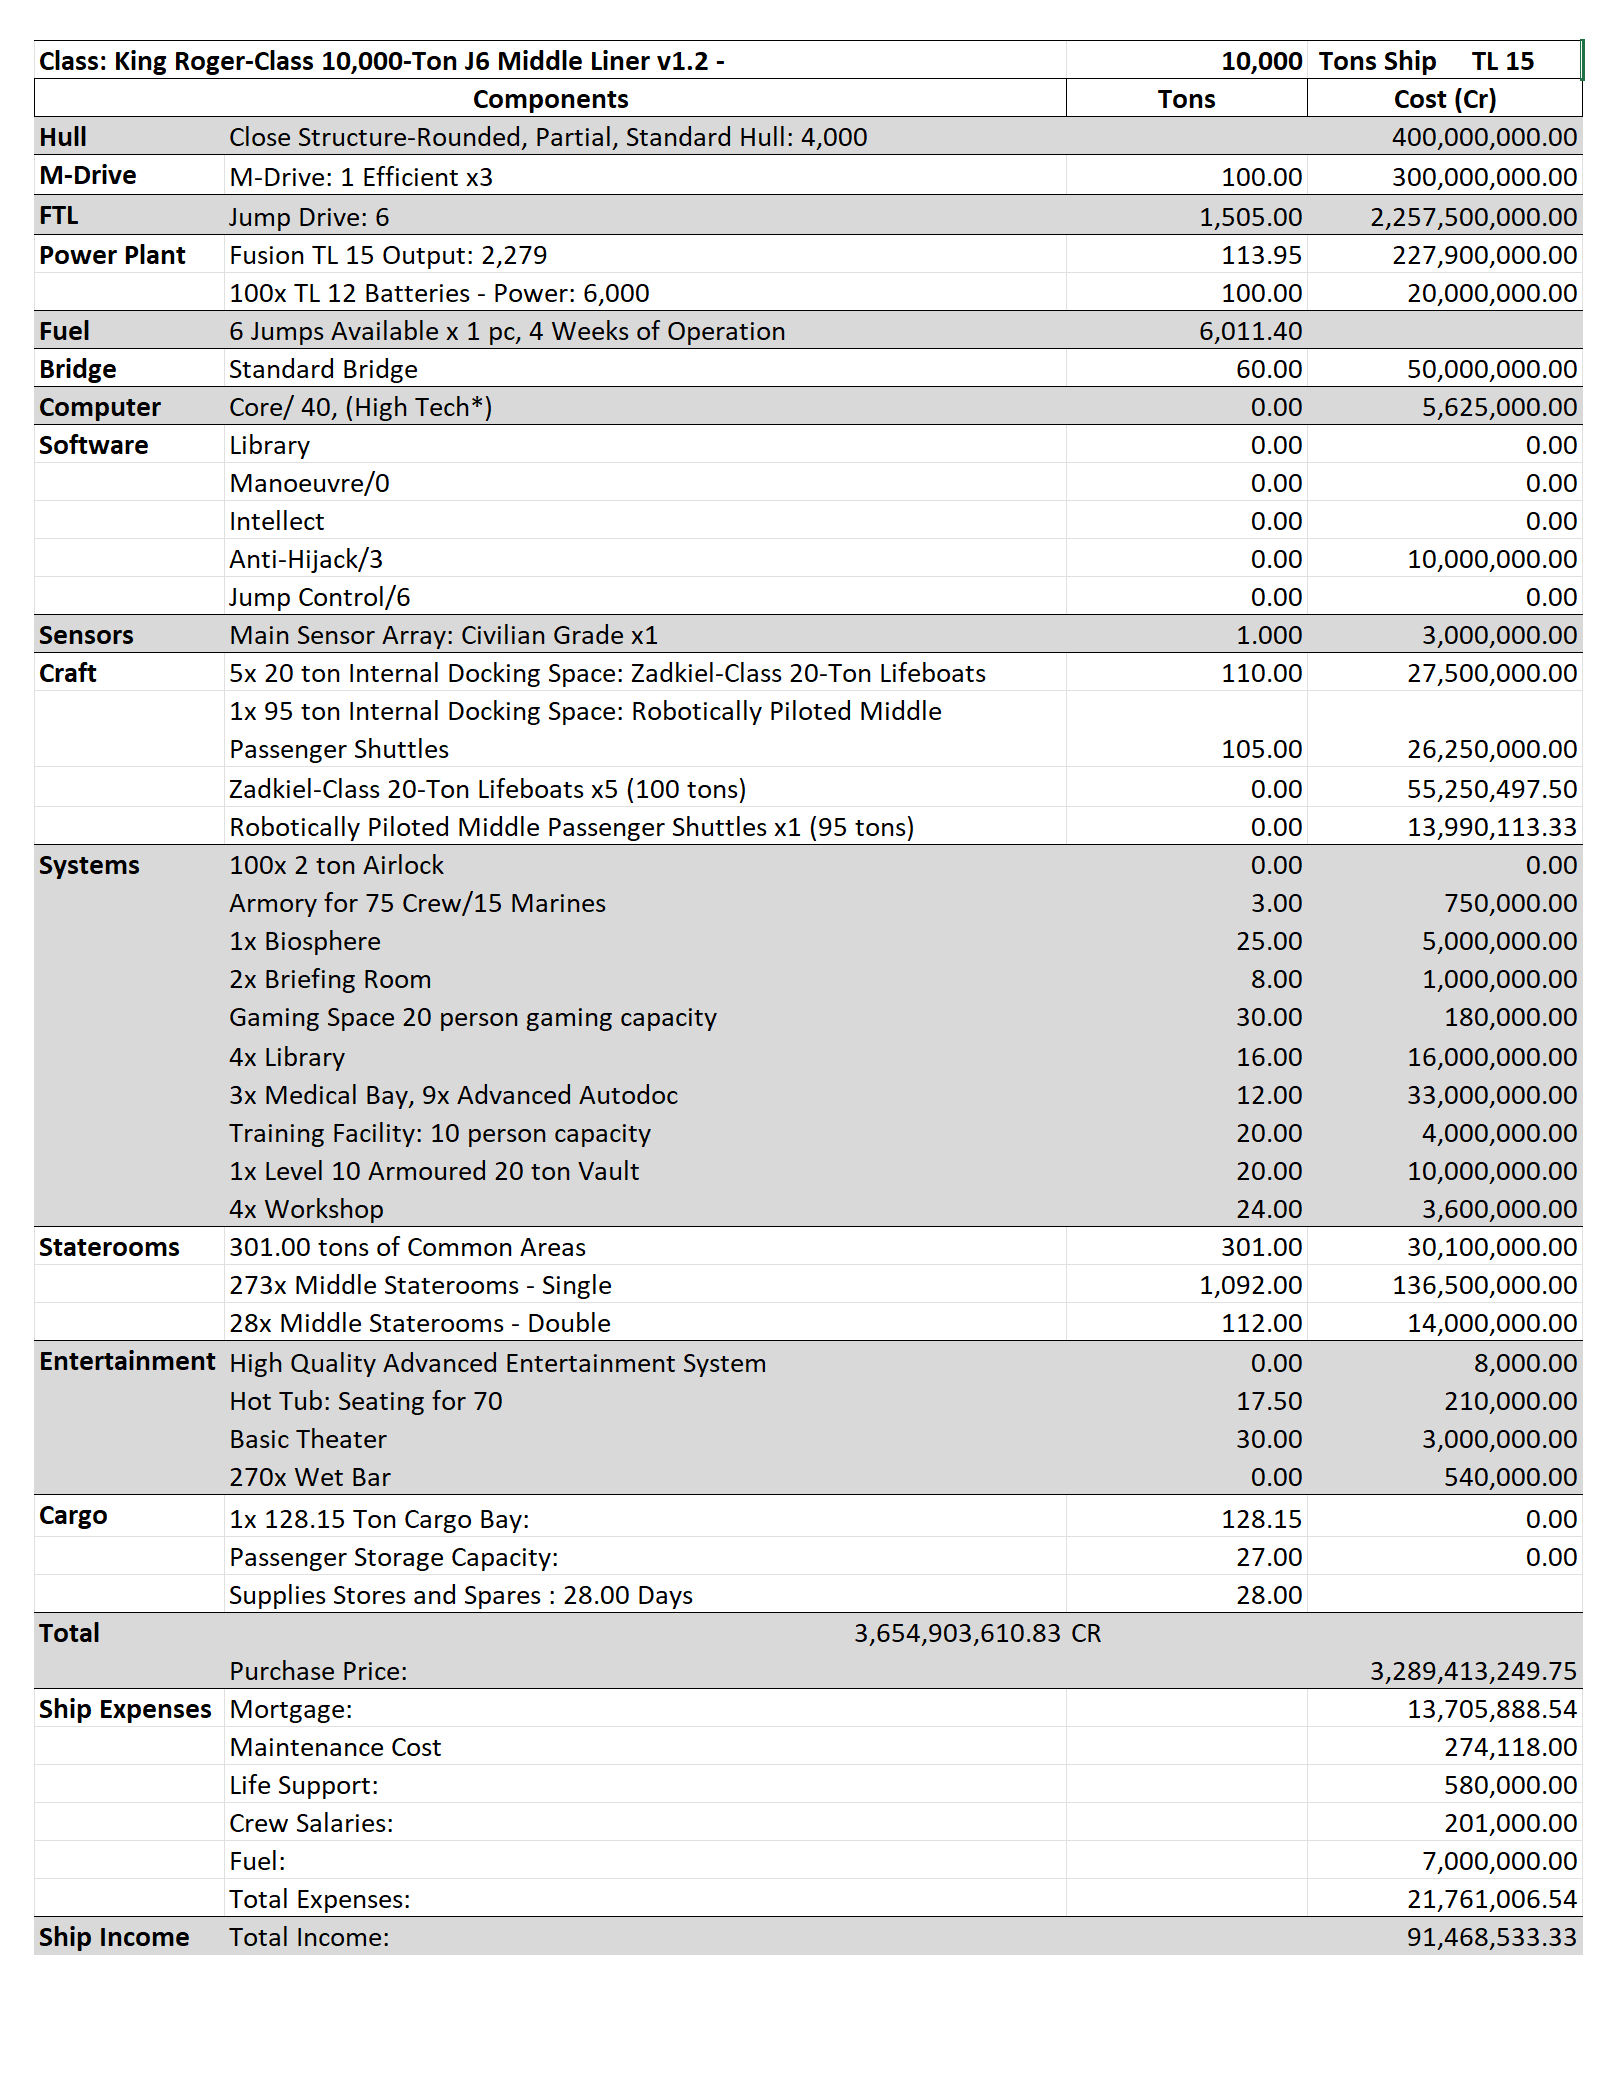 Class: King Roger-Class 10,000-Ton J6 Middle Liner v1.2 - 10,000 Tons Ship TL 15
Components Tons Cost (Cr)
Hull Close Structure-Rounded, Partial, Standard Hull: 4,000 400,000,000.00
M-Drive M-Drive: 1 Efficient x3 100.00 300,000,000.00
FTL Jump Drive: 6 1,505.00 2,257,500,000.00
Power Plant Fusion TL 15 Output: 2,279 113.95 227,900,000.00
100x TL 12 Batteries - Power: 6,000 100.00 20,000,000.00
Fuel 6 Jumps Available x 1 pc, 4 Weeks of Operation 6,011.40
Bridge Standard Bridge 60.00 50,000,000.00
Computer Core/ 40, (High Tech*) 0.00 5,625,000.00
Software Library 0.00 0.00
Manoeuvre/0 0.00 0.00
Intellect 0.00 0.00
Anti-Hijack/3 0.00 10,000,000.00
Jump Control/6 0.00 0.00
Sensors Main Sensor Array: Civilian Grade x1 1.000 3,000,000.00
Craft 5x 20 ton Internal Docking Space: Zadkiel-Class 20-Ton Lifeboats 110.00 27,500,000.00
1x 95 ton Internal Docking Space: Robotically Piloted Middle
Passenger Shuttles 105.00 26,250,000.00
Zadkiel-Class 20-Ton Lifeboats x5 (100 tons) 0.00 55,250,497.50
Robotically Piloted Middle Passenger Shuttles x1 (95 tons) 0.00 13,990,113.33
Systems 100x 2 ton Airlock 0.00 0.00
Armory for 75 Crew/15 Marines 3.00 750,000.00
1x Biosphere 25.00 5,000,000.00
2x Briefing Room 8.00 1,000,000.00
Gaming Space 20 person gaming capacity 30.00 180,000.00
4x Library 16.00 16,000,000.00
3x Medical Bay, 9x Advanced Autodoc 12.00 33,000,000.00
Training Facility: 10 person capacity 20.00 4,000,000.00
1x Level 10 Armoured 20 ton Vault 20.00 10,000,000.00
4x Workshop 24.00 3,600,000.00
Staterooms 301.00 tons of Common Areas 301.00 30,100,000.00
273x Middle Staterooms - Single 1,092.00 136,500,000.00
28x Middle Staterooms - Double 112.00 14,000,000.00
Entertainment High Quality Advanced Entertainment System 0.00 8,000.00
Hot Tub: Seating for 70 17.50 210,000.00
Basic Theater 30.00 3,000,000.00
270x Wet Bar 0.00 540,000.00
Cargo 1x 128.15 Ton Cargo Bay: 128.15 0.00
Passenger Storage Capacity: 27.00 0.00
Supplies Stores and Spares : 28.00 Days 28.00
Total 3,654,903,610.83 CR
Purchase Price: 3,289,413,249.75
Ship Expenses Mortgage: 13,705,888.54
Maintenance Cost 274,118.00
Life Support: 580,000.00
Crew Salaries: 201,000.00
Fuel: 7,000,000.00
Total Expenses: 21,761,006.54
Ship Income Total Income: 91,468,533.33